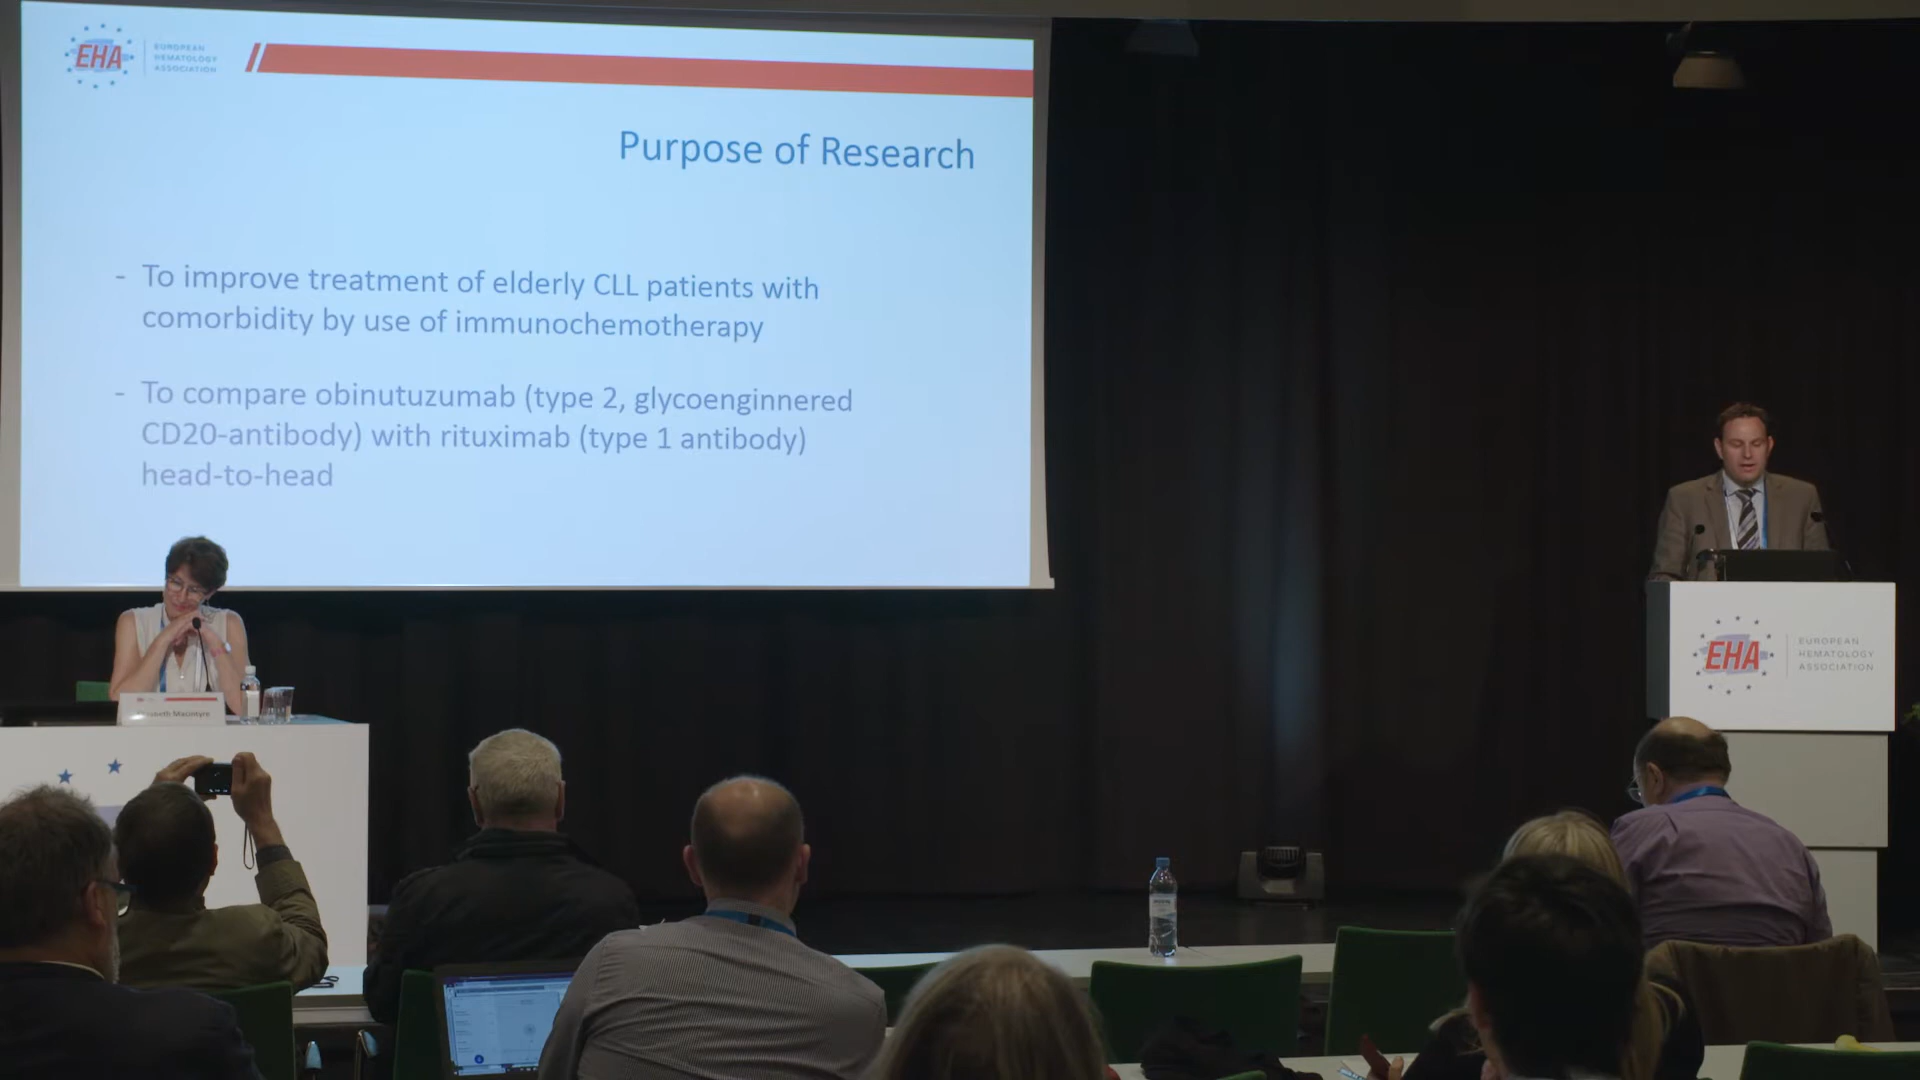 EHA
EUROPEAN
HEMATOLOGY
ASSOCIATION
Purpose of Research
- To improve treatment of elderly CLL patients with
comorbidity by use of immunochemotherapy
- To compare obinutuzumab (type 2, glycoenginnered
CD20-antibody) with rituximab (type 1 antibody)
head-to-head
Macintyre
EHA
EUROPEAN
HEMATOLOGY
ASSOCIATION